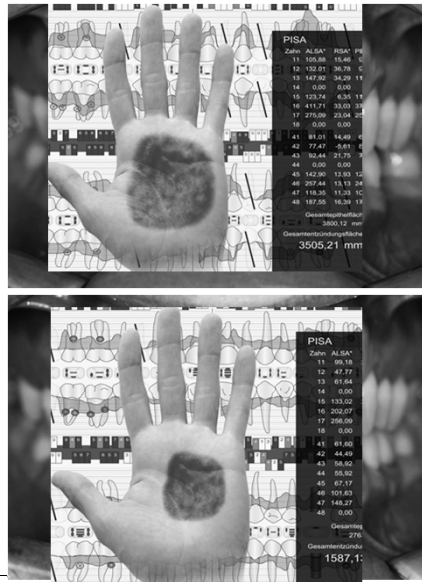 PISA
Zahn ALSA* RSA*
11 105,88 15,46
12 132,01 36,78
13 147,92 34,29
14 0,00 0,00
15 123,74 6,35
16 411,71 33,03
17 275,09 23,04
18 0,00 0,00
41 81,01 14,49
42 77,47 -5,61
43 92,44 21,75
44 0,00 0,00
45 142,90 13,93
46 257,44 13,13
47 118,35 11,33
48 187,55 16,39
Gesamtepithelfläch
3800,12 mm
Gesamtentzündungsfläche
3505,21 mm
PISA
Zahn ALSA*
11 99,18
12 47,77
13 61,64
14 0,00
15 133,02
16 202,07
17 256,09
18 0,00
41 61,60
42 44,49
43 58,92
44 55,92
45 67,17
46 101,63
47 148,27
48 0,00
Gesamtep
276
Gesamtentzündu
1587,1